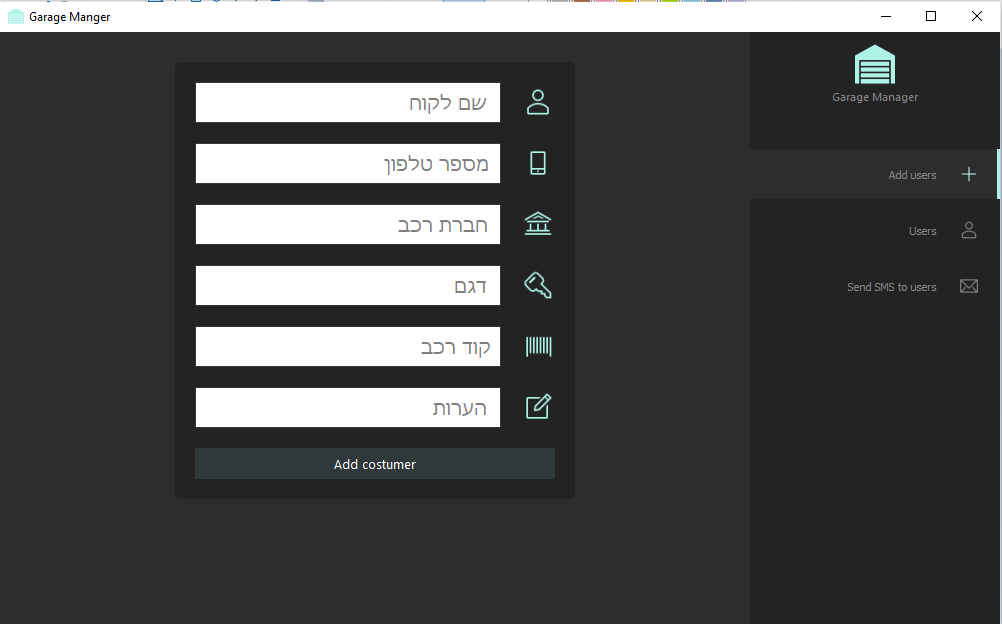 Garage Manger
שם לקוח
מספר טלפון
חברת רכב
דגם
קוד רכב
הערות
Add costumer
Garage Manager
Add users
Users
Send SMS to users